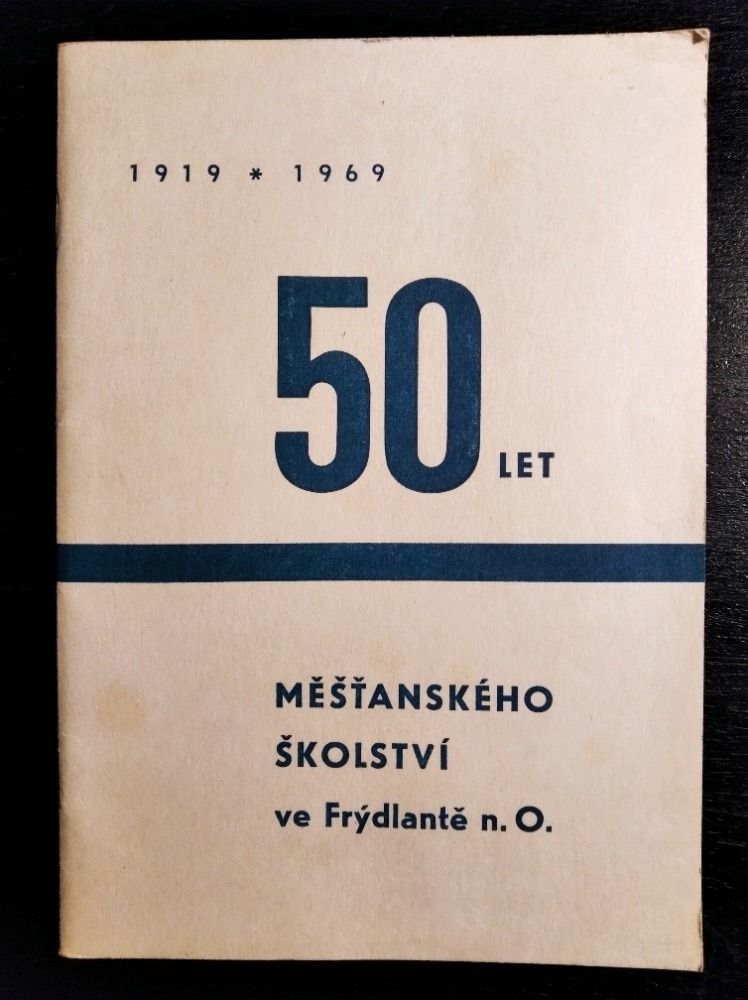 1919 * 1969
50 LET
MĚŠŤANSKÉHO
ŠKOLSTVÍ
ve Frýdlantě n. O.